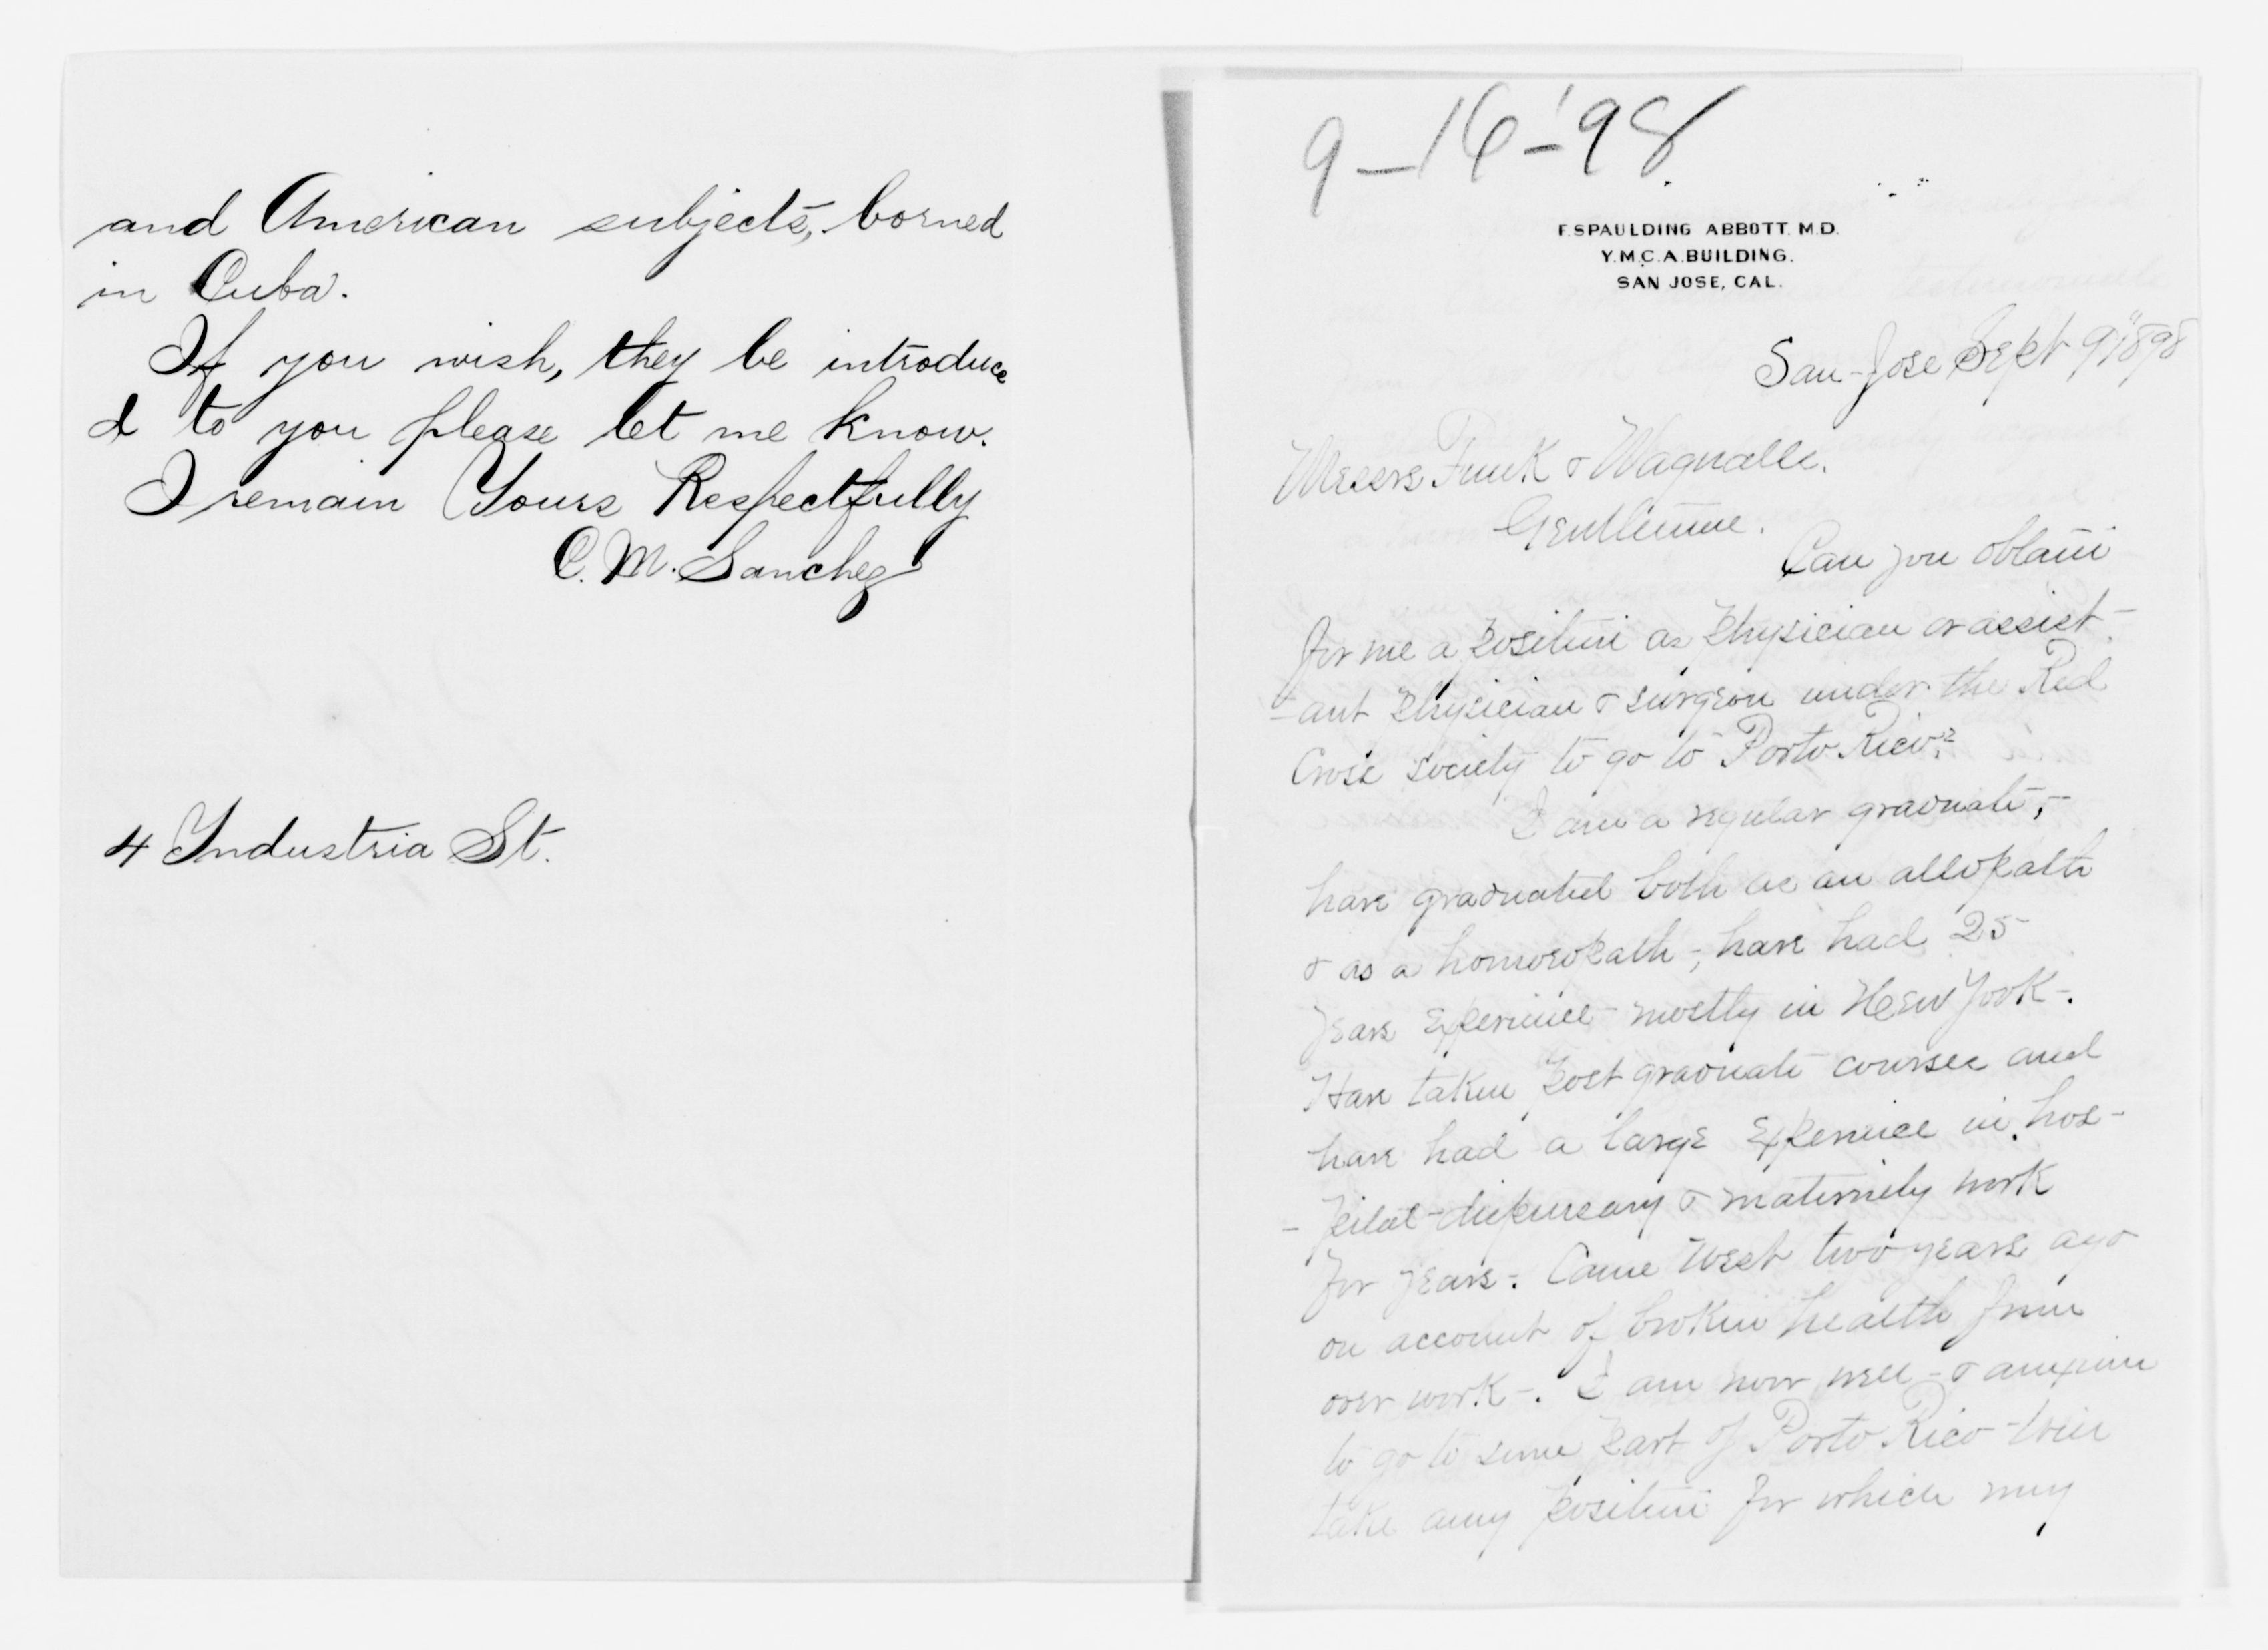 and American subjects, borned
in Cuba.
If you wish, they be introduce
d to you please let me know.
I remain Yours Respectfully
C. M. Sanchez
4 Industria St.
9-16-'98
F. SPAULDING ABBOTT. M.D.
Y.M.C.A. BUILDING.
SAN JOSE, CAL.
San-Jose Sept 9" 1898
Messrs Funk & Wagnalls.
Gentlemen.
Can you obtain
for me a position as Physician or assist-
-ant Physician & surgeon under the Red
Cross society to go to Porto Rico?
I am a regular graduate,-
have graduated both as an allopath
& as a homoeopath-, have had 25
years experience - mostly in New York-.
Have taken post graduate courses and
have had a large experience in hos-
-pital-dispensary & maternity work
for years-. Came West two years ago
on account of broken health from
over work-. I am now well - & anxious
to go to some part of Porto Rico - Will
take any position for which my